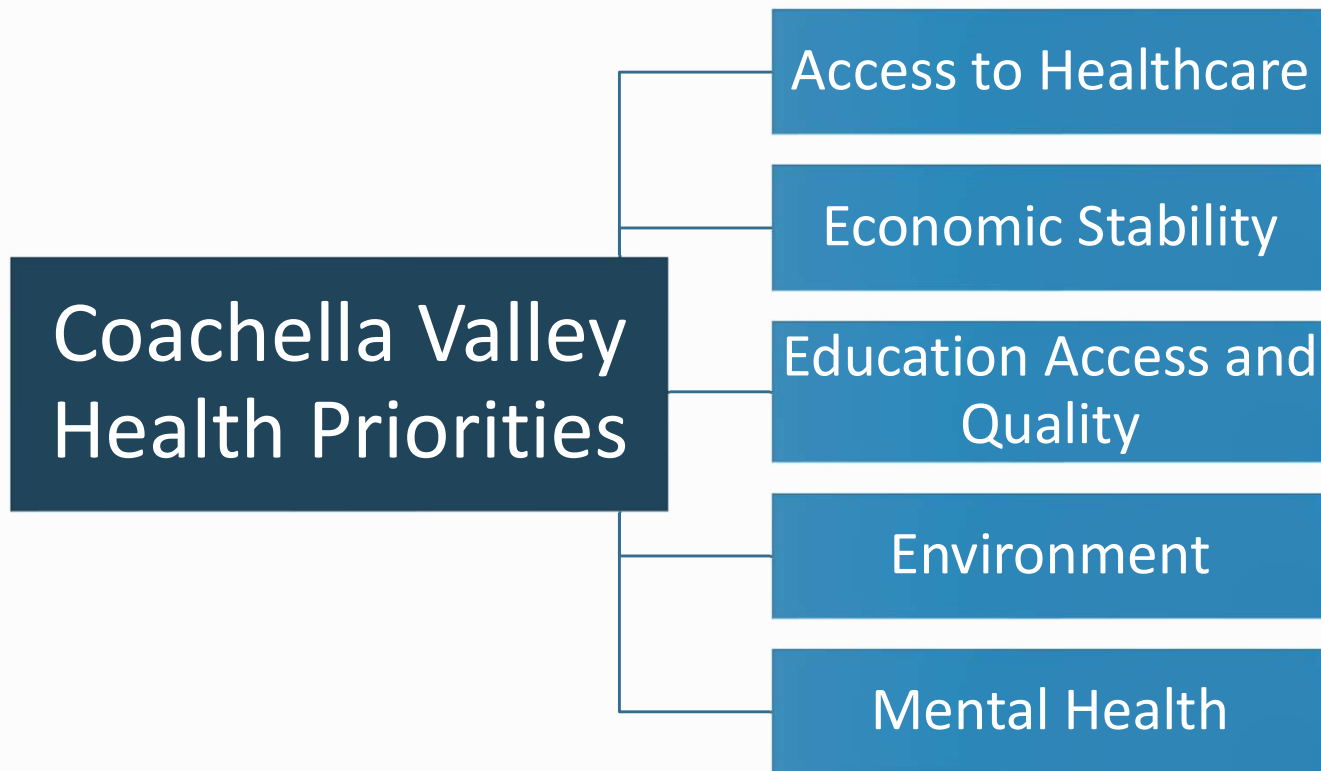 Coachella Valley
Health Priorities
Access to Healthcare
Economic Stability
Education Access and
Quality
Environment
Mental Health